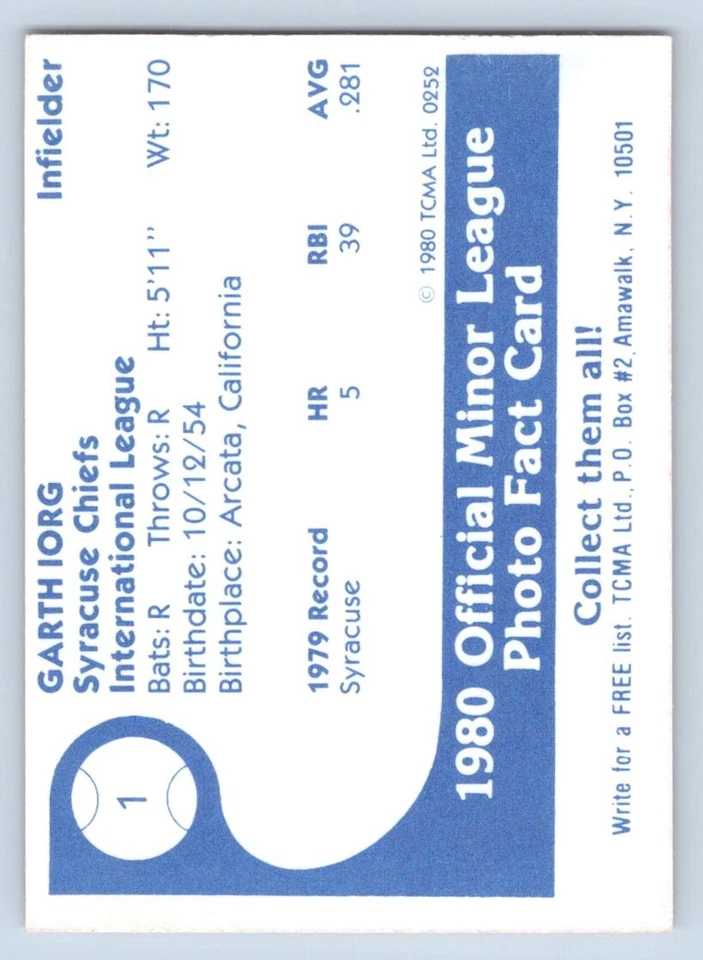 1
GARTH IORG Infielder
Syracuse Chiefs
International League
Bats: R Throws: R Ht: 5'11" Wt: 170
Birthdate: 10/12/54
Birthplace: Arcata, California
1979 Record HR RBI AVG
Syracuse 5 39 .281
© 1980 TCMA Ltd. 0252
1980 Official Minor League
Photo Fact Card
Collect them all!
Write for a FREE list. TCMA Ltd., P.O. Box #2, Amawalk, N.Y. 10501